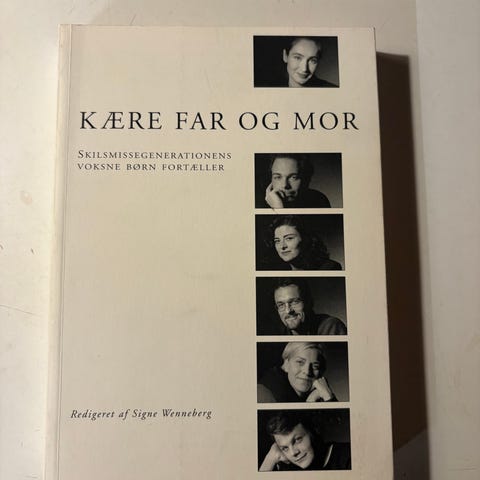 KÆRE FAR OG MOR
SKILSMISSEGENERATIONENS
VOKSNE BØRN FORTÆLLER
Redigeret af Signe Wenneberg